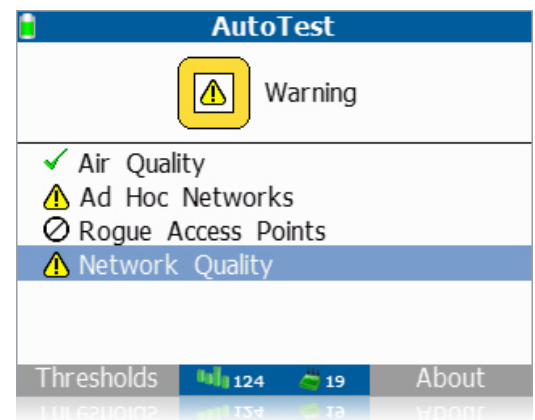 AutoTest
Warning
Air Quality
Ad Hoc Networks
Rogue Access Points
Network Quality
Thresholds 124 19 About